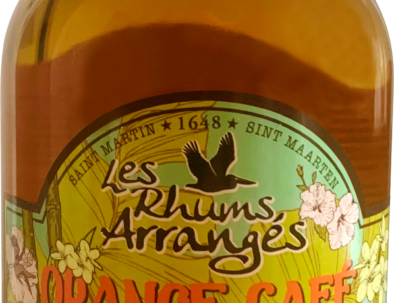 SAINT MARTIN ★ 1648 ★ SINT MAARTEN
Les
Rhums
Arrangés
ORANGE CAFÉ